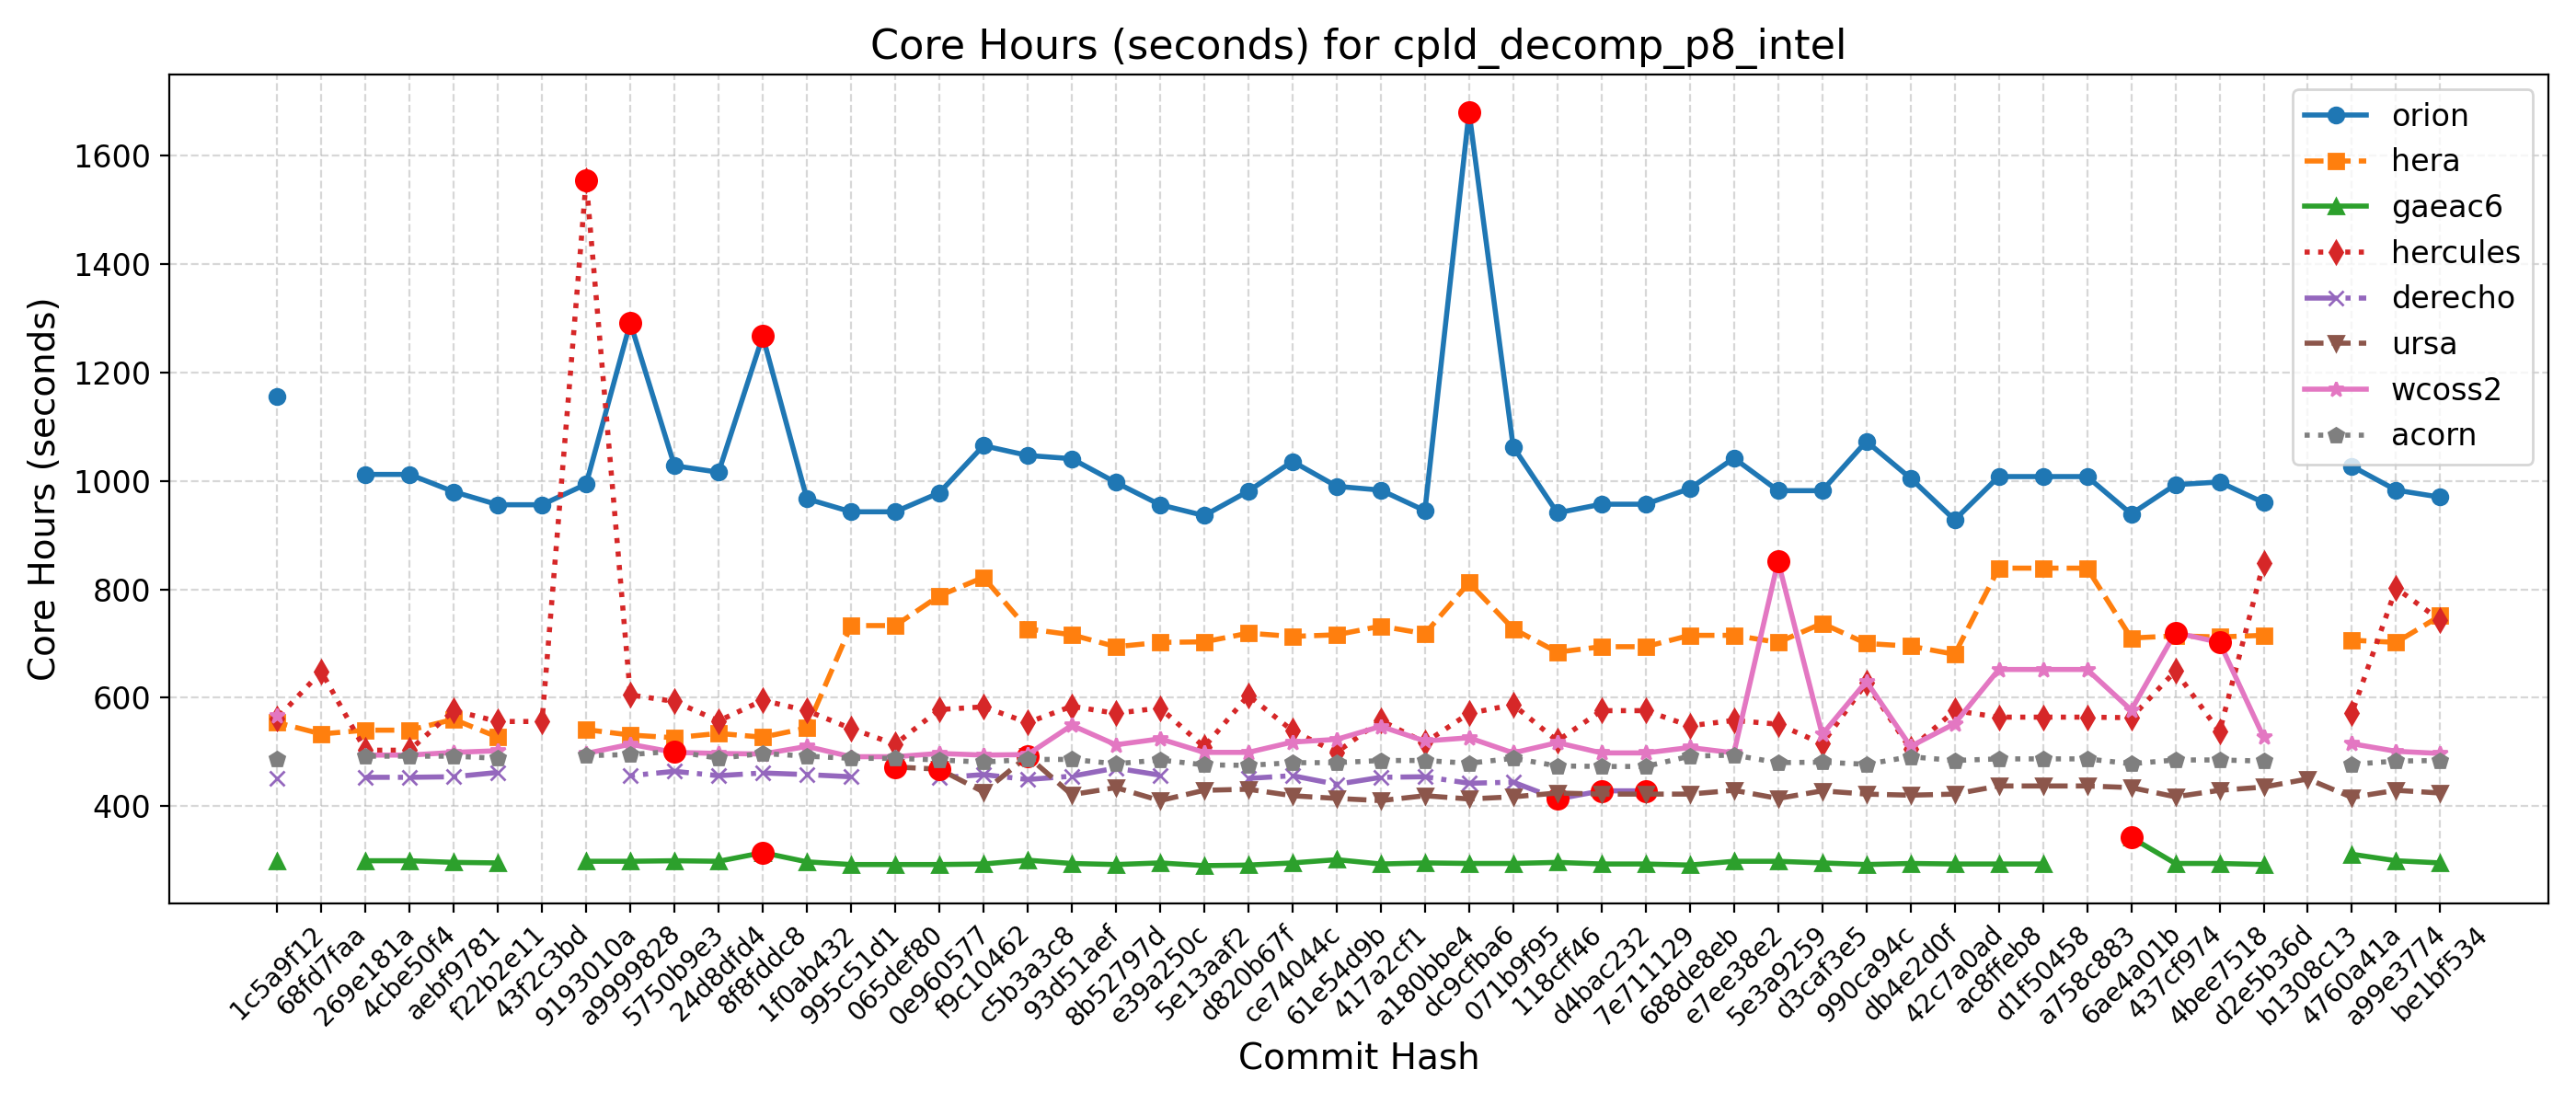 Core Hours (seconds) for cpld_decomp_p8_intel
Core Hours (seconds)
1600
1400
1200
1000
800
600
400
orion
hera
gaeac6
hercules
derecho
ursa
wcoss2
acorn
1c5a9f12
68fd7faa
269e181a
4cbe50f4
aebf9781
f22b2e11
43f2c3bd
9193010a
a9999828
5750b9e3
24d8dfd4
8f8fddc8
1f0ab432
995c51d1
065def80
0e960577
f9c10462
c5b3a3c8
93d51aef
8b52797d
e39a250c
5e13aaf2
d820b67f
ce74044c
61e54d9b
417a2cf1
a180bbe4
dc9cfba6
071b9f95
118cff46
d4bac232
7e711129
688de8eb
e7ee38e2
5e3a9259
d3caf3e5
990ca94c
db4e2d0f
42c7a0ad
ac8ffeb8
d1f50458
a758c883
6ae4a01b
437cf974
4bee7518
d2e5b36d
b1308c13
4760a41a
a99e3774
be1bf534
Commit Hash